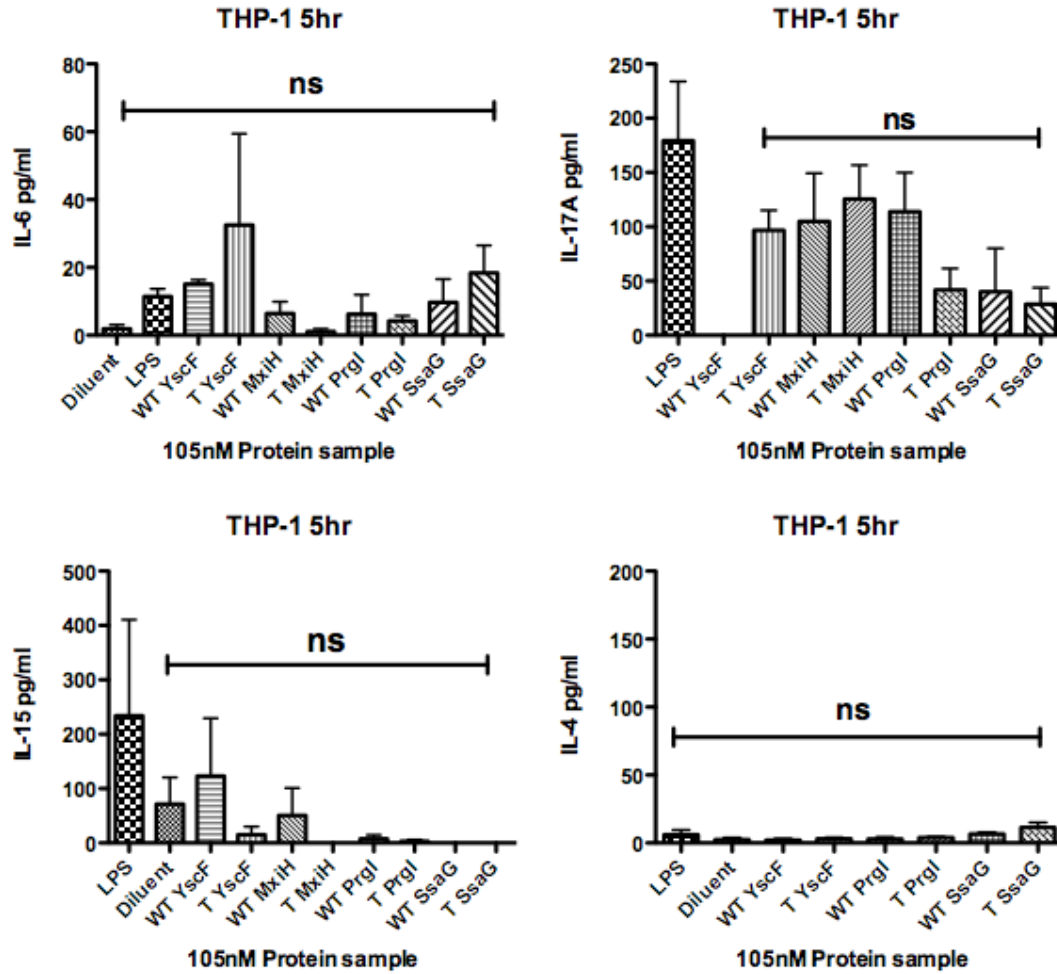 THP-1 5hr
IL-6 pg/ml
80
60
40
20
0
ns
Diluent
LPS
WT YscF
T YscF
WT MxiH
T MxiH
WT PrgI
T PrgI
WT SsaG
T SsaG
105nM Protein sample
THP-1 5hr
IL-17A pg/ml
250
200
150
100
50
0
ns
LPS
WT YscF
T YscF
WT MxiH
T MxiH
WT PrgI
T PrgI
WT SsaG
T SsaG
105nM Protein sample
THP-1 5hr
IL-15 pg/ml
500
400
300
200
100
0
ns
LPS
Diluent
WT YscF
T YscF
WT MxiH
T MxiH
WT PrgI
T PrgI
WT SsaG
T SsaG
105nM Protein sample
THP-1 5hr
IL-4 pg/ml
200
150
100
50
0
ns
LPS
Diluent
WT YscF
T YscF
WT PrgI
T PrgI
WT SsaG
T SsaG
105nM Protein sample